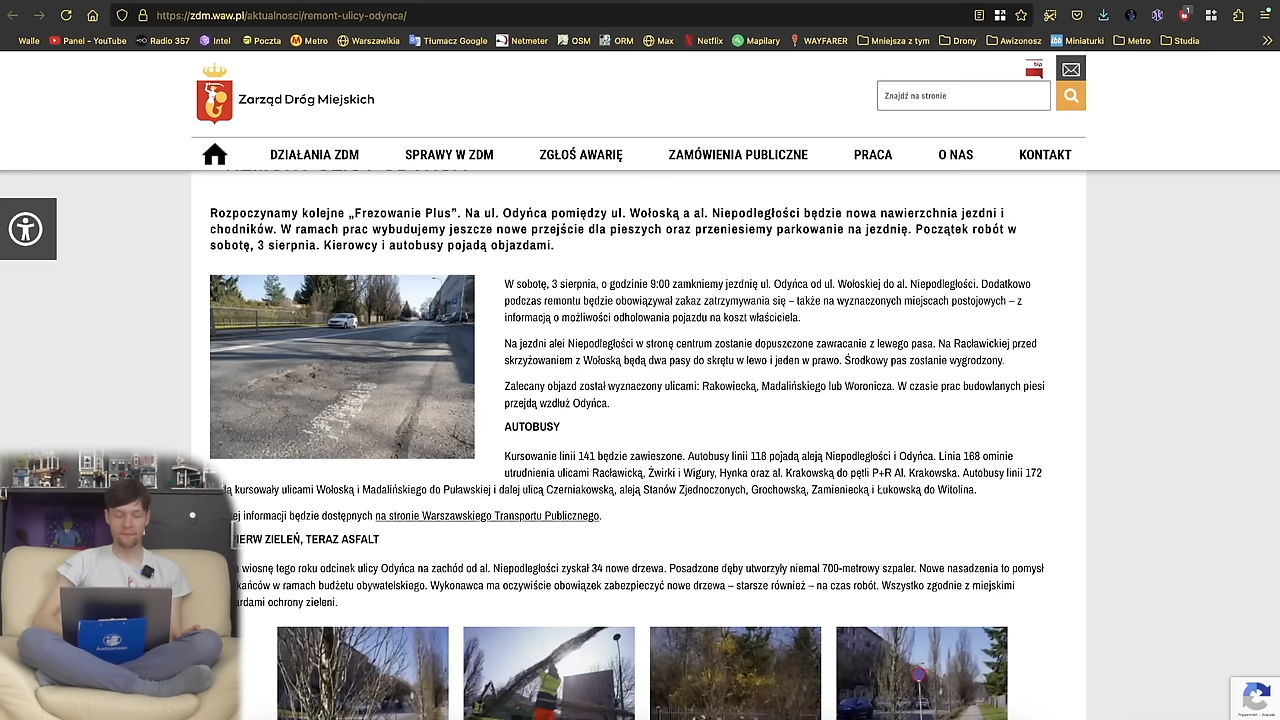 https://zdm.waw.pl/aktualnosci/remont-ulicy-odynca/
Walle Panel - YouTube Radio 357 Intel Poczta Metro Warszawikia Tłumacz Google Netmeter OSM ORM Max Netflix Mapilary WAYFARER Mniejsza z tym Drony Awizonosz Miniaturki Metro Studia
bip
Zarząd Dróg Miejskich
Znajdź na stronie
DZIAŁANIA ZDM SPRAWY W ZDM ZGŁOŚ AWARIĘ ZAMÓWIENIA PUBLICZNE PRACA O NAS KONTAKT
Rozpoczynamy kolejne „Frezowanie Plus”. Na ul. Odyńca pomiędzy ul. Wołoską a al. Niepodległości będzie nowa nawierzchnia jezdni i
chodników. W ramach prac wybudujemy jeszcze nowe przejście dla pieszych oraz przeniesiemy parkowanie na jezdnię. Początek robót w
sobotę, 3 sierpnia. Kierowcy i autobusy pojadą objazdami.
W sobotę, 3 sierpnia, o godzinie 9:00 zamkniemy jezdnię ul. Odyńca od ul. Wołoskiej do al. Niepodległości. Dodatkowo
podczas remontu będzie obowiązywał zakaz zatrzymywania się – także na wyznaczonych miejscach postojowych – z
informacją o możliwości odholowania pojazdu na koszt właściciela.
Na jezdni alei Niepodległości w stronę centrum zostanie dopuszczone zawracanie z lewego pasa. Na Racławickiej przed
skrzyżowaniem z Wołoską będą dwa pasy do skrętu w lewo i jeden w prawo. Środkowy pas zostanie wygrodzony.
Zalecany objazd został wyznaczony ulicami: Rakowiecką, Madalińskiego lub Woronicza. W czasie prac budowlanych piesi
przejdą wzdłuż Odyńca.
AUTOBUSY
Kursowanie linii 141 będzie zawieszone. Autobusy linii 118 pojadą aleją Niepodległości i Odyńca. Linia 168 ominie
utrudnienia ulicami Racławicką, Żwirki i Wigury, Hynka oraz al. Krakowską do pętli P+R Al. Krakowska. Autobusy linii 172
kursowały ulicami Wołoską i Madalińskiego do Puławskiej i dalej ulicą Czerniakowską, aleją Stanów Zjednoczonych, Grochowską, Zamieniecką i Łukowską do Witolina.
ej informacji będzie dostępnych na stronie Warszawskiego Transportu Publicznego.
IERW ZIELEŃ, TERAZ ASFALT
wiosnę tego roku odcinek ulicy Odyńca na zachód od al. Niepodległości zyskał 34 nowe drzewa. Posadzone dęby utworzyły niemal 700-metrowy szpaler. Nowe nasadzenia to pomysł
kańców w ramach budżetu obywatelskiego. Wykonawca ma oczywiście obowiązek zabezpieczyć nowe drzewa – starsze również – na czas robót. Wszystko zgodnie z miejskimi
ardami ochrony zieleni.
Awizonosz